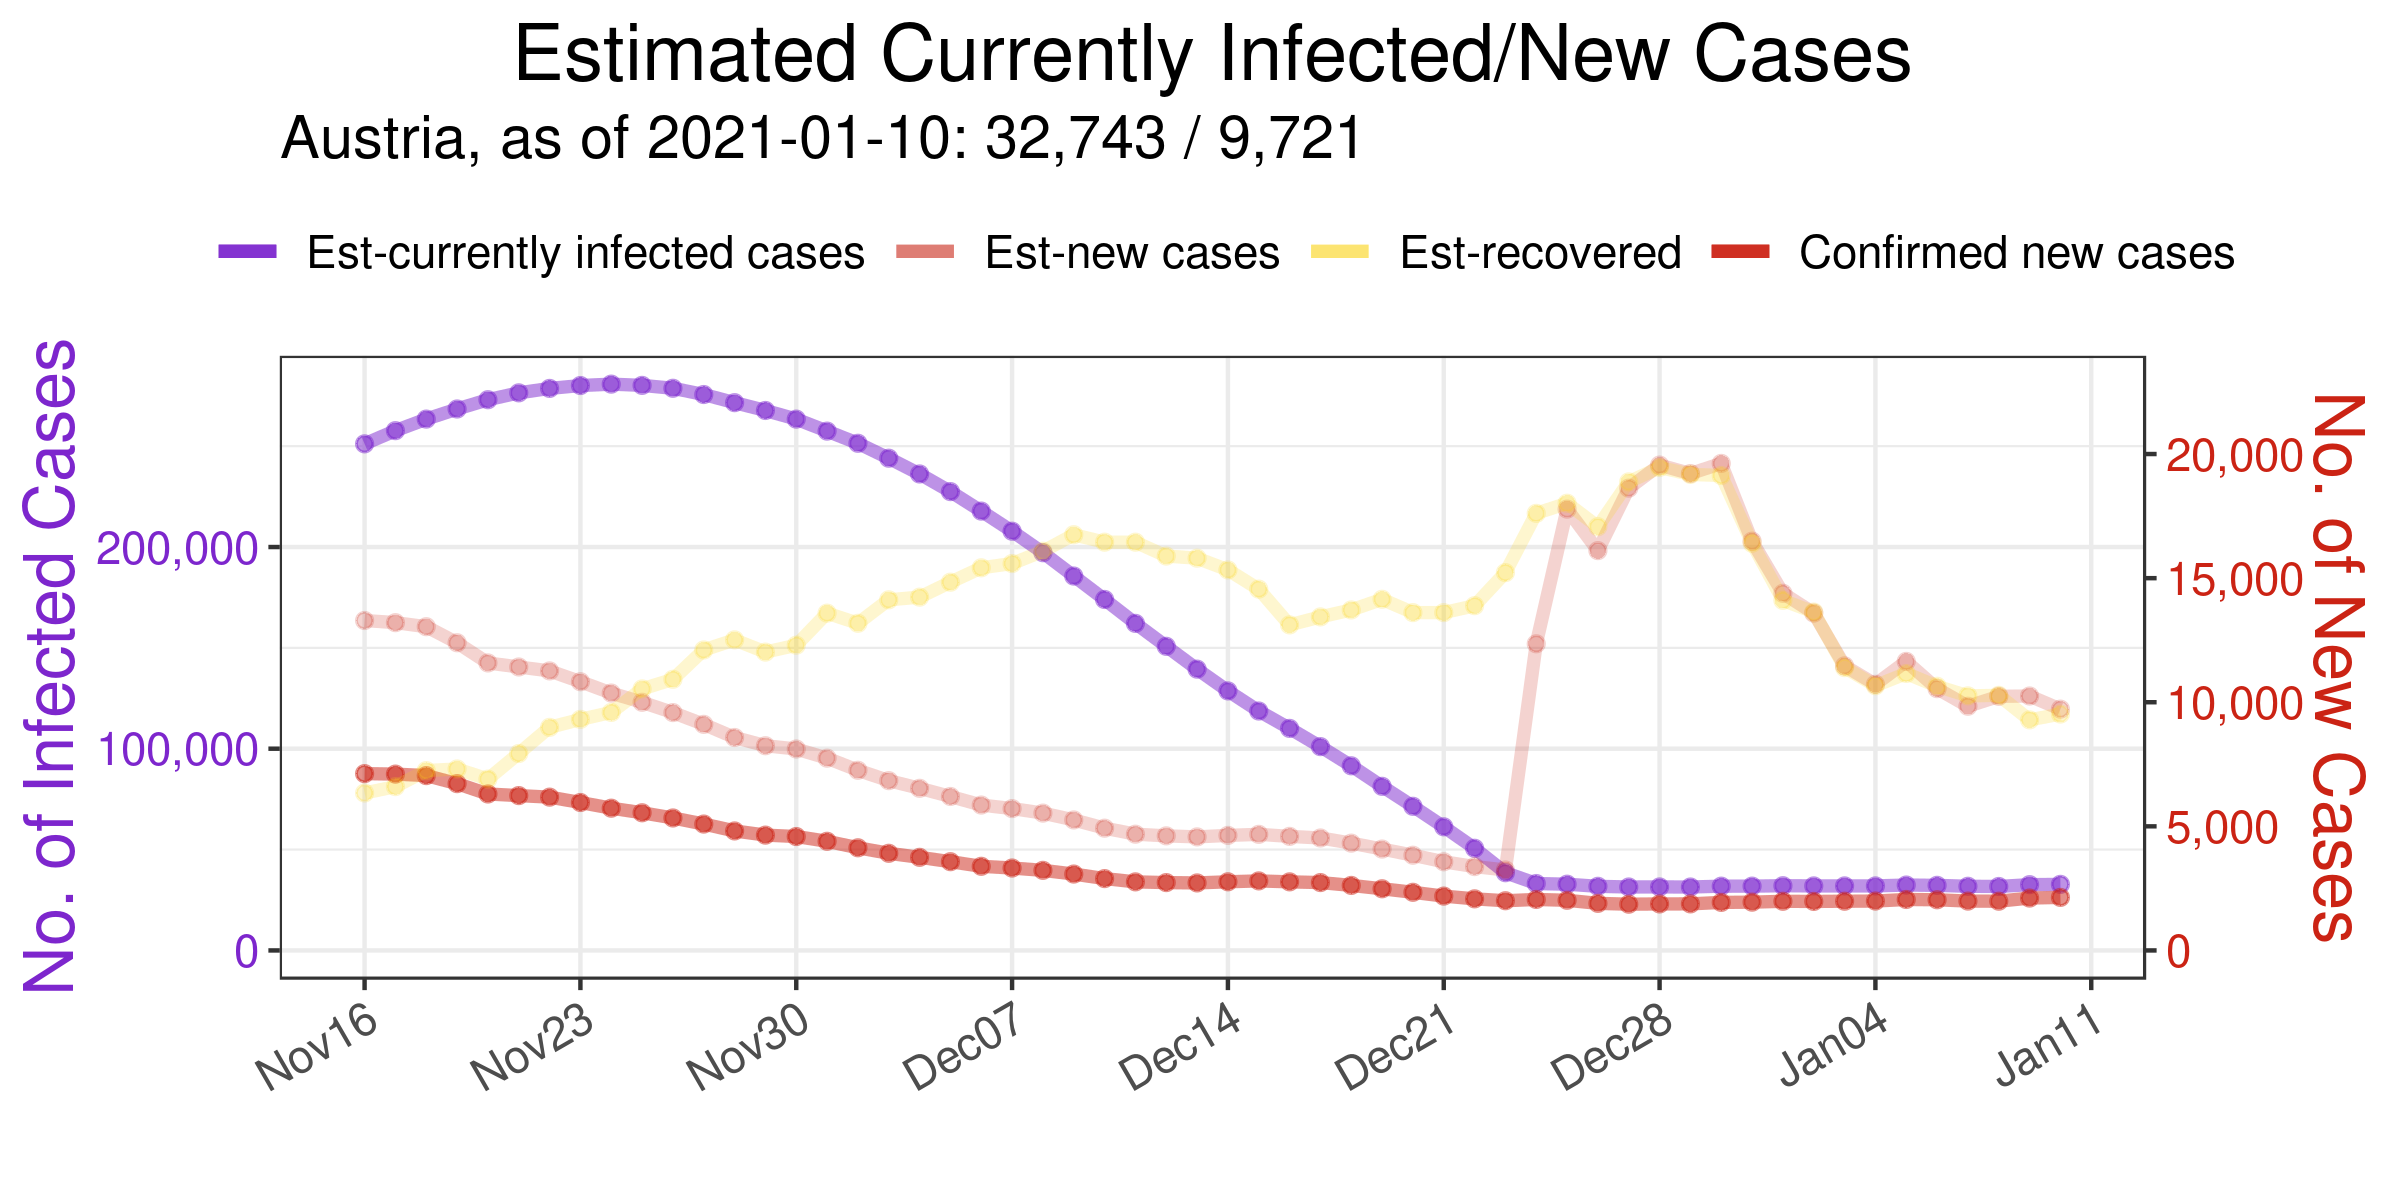 Estimated Currently Infected/New Cases
Austria, as of 2021-01-10: 32,743 / 9,721
Est-currently infected cases Est-new cases Est-recovered Confirmed new cases
No. of Infected Cases
200,000
100,000
0
No. of New Cases
20,000
15,000
10,000
5,000
0
Nov16 Nov23 Nov30 Dec07 Dec14 Dec21 Dec28 Jan04 Jan11